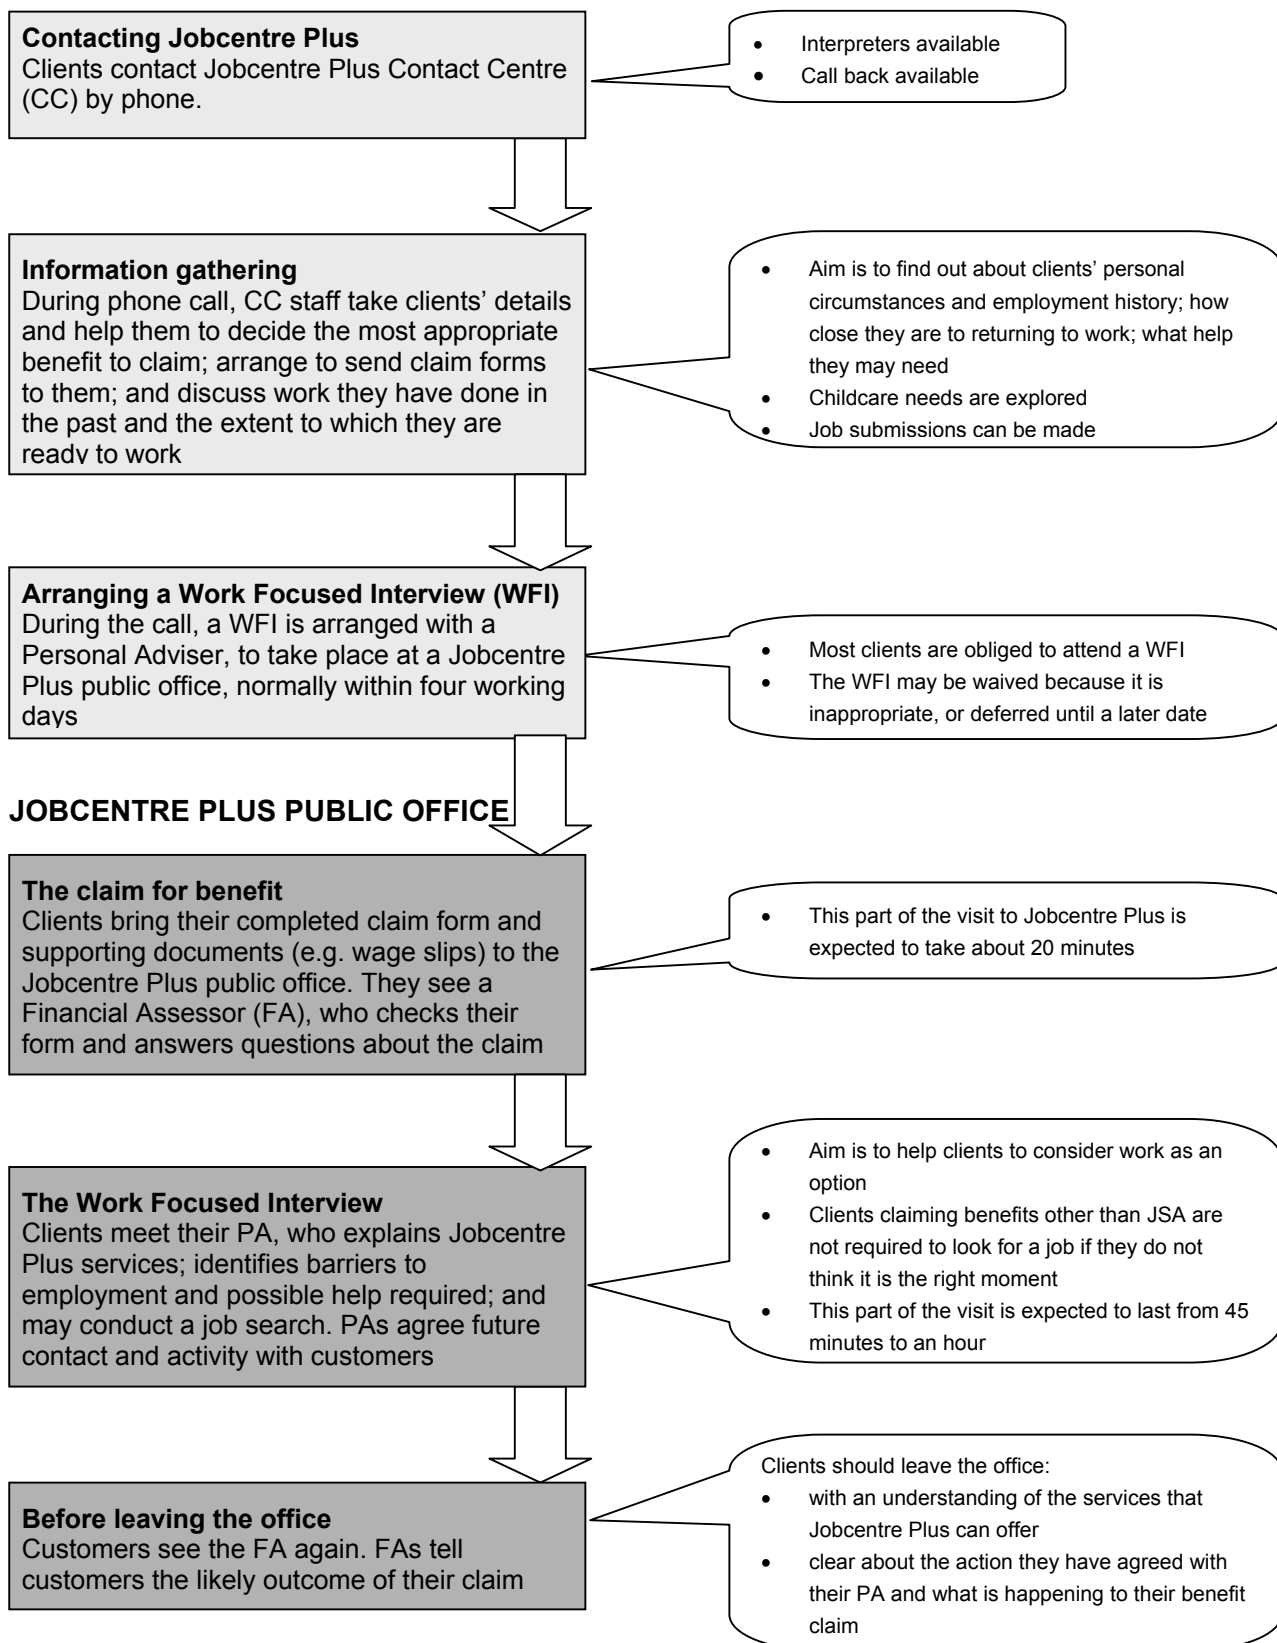 Contacting Jobcentre Plus
Clients contact Jobcentre Plus Contact Centre
(CC) by phone.
• Interpreters available
• Call back available
Information gathering
During phone call, CC staff take clients’ details
and help them to decide the most appropriate
benefit to claim; arrange to send claim forms
to them; and discuss work they have done in
the past and the extent to which they are
ready to work
• Aim is to find out about clients’ personal
circumstances and employment history; how
close they are to returning to work; what help
they may need
• Childcare needs are explored
• Job submissions can be made
Arranging a Work Focused Interview (WFI)
During the call, a WFI is arranged with a
Personal Adviser, to take place at a Jobcentre
Plus public office, normally within four working
days
• Most clients are obliged to attend a WFI
• The WFI may be waived because it is
inappropriate, or deferred until a later date
JOBCENTRE PLUS PUBLIC OFFICE
The claim for benefit
Clients bring their completed claim form and
supporting documents (e.g. wage slips) to the
Jobcentre Plus public office. They see a
Financial Assessor (FA), who checks their
form and answers questions about the claim
• This part of the visit to Jobcentre Plus is
expected to take about 20 minutes
The Work Focused Interview
Clients meet their PA, who explains Jobcentre
Plus services; identifies barriers to
employment and possible help required; and
may conduct a job search. PAs agree future
contact and activity with customers
• Aim is to help clients to consider work as an
option
• Clients claiming benefits other than JSA are
not required to look for a job if they do not
think it is the right moment
• This part of the visit is expected to last from 45
minutes to an hour
Before leaving the office
Customers see the FA again. FAs tell
customers the likely outcome of their claim
Clients should leave the office:
• with an understanding of the services that
Jobcentre Plus can offer
• clear about the action they have agreed with
their PA and what is happening to their benefit
claim